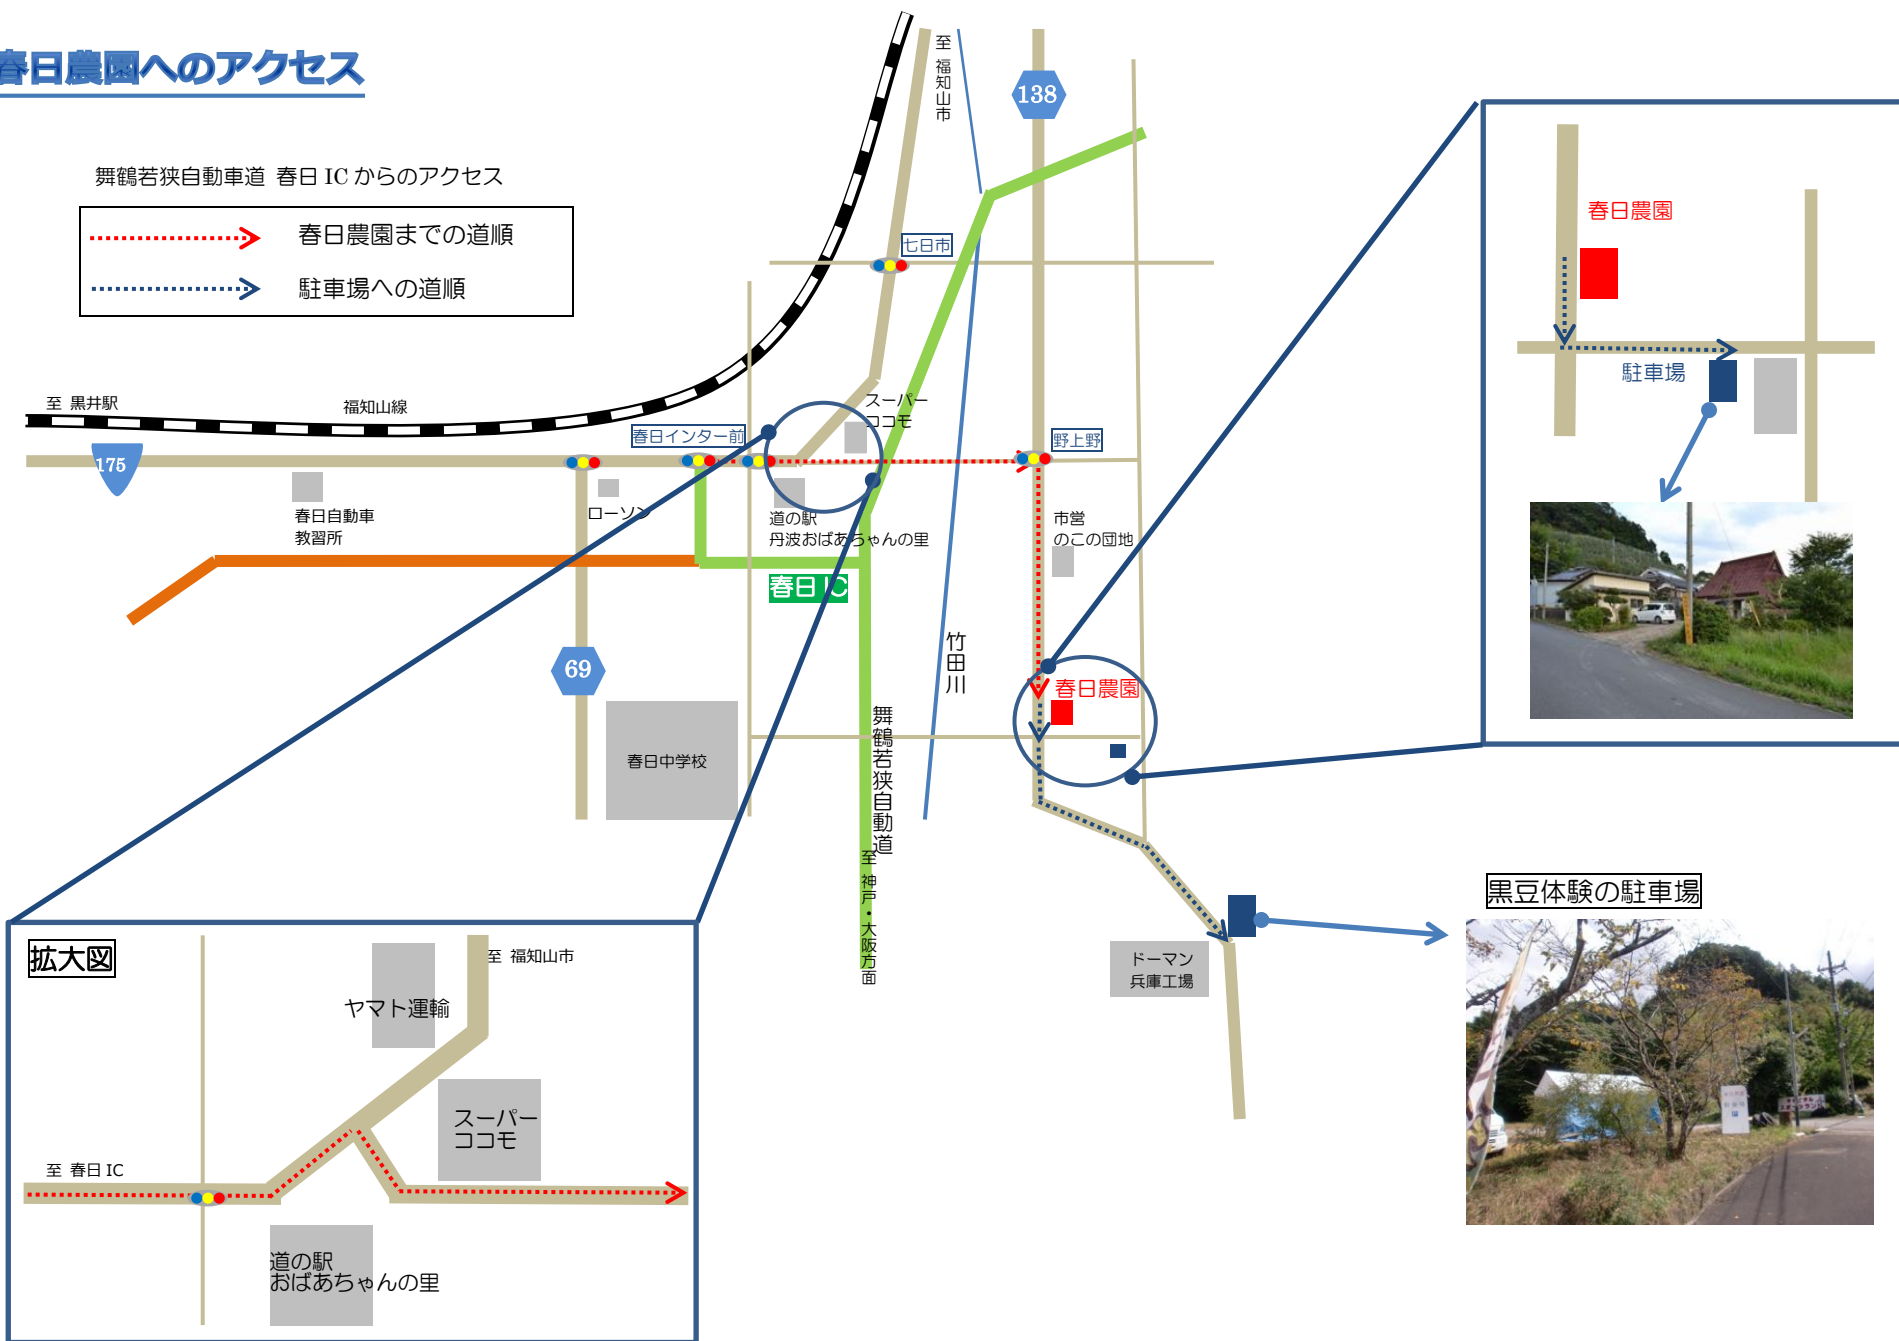 春日農園へのアクセス
舞鶴若狭自動車道 春日 IC からのアクセス
春日農園までの道順
駐車場への道順
至 福知山市
138
七日市
至 黒井駅
福知山線
175
春日インター前
スーパー
ココモ
野上野
春日自動車
教習所
ローソン
道の駅
丹波おばあちゃんの里
市営
のこの団地
春日 IC
竹田川
69
春日農園
春日中学校
舞鶴若狭自動道
至 神戸・大阪方面
ドーマン
兵庫工場
春日農園
駐車場
黒豆体験の駐車場
拡大図
至 福知山市
ヤマト運輸
スーパー
ココモ
至 春日 IC
道の駅
おばあちゃんの里